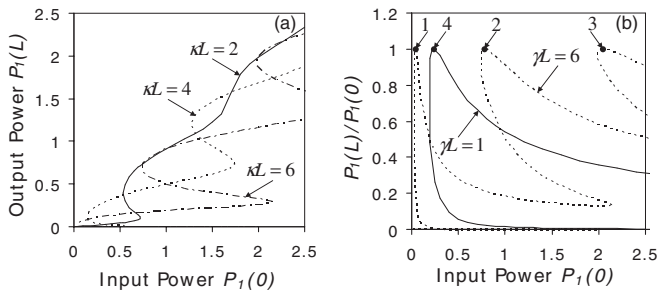 (a)
Output Power P₁(L)
2.5
2
1.5
1
0.5
0
κL = 2
κL = 4
κL = 6
0 0.5 1 1.5 2 2.5
Input Power P₁(0)
(b)
P₁(L)/P₁(0)
1.2
1
0.8
0.6
0.4
0.2
0
1 4 2 3
γL = 6
γL = 1
0 0.5 1 1.5 2 2.5
Input Power P₁(0)